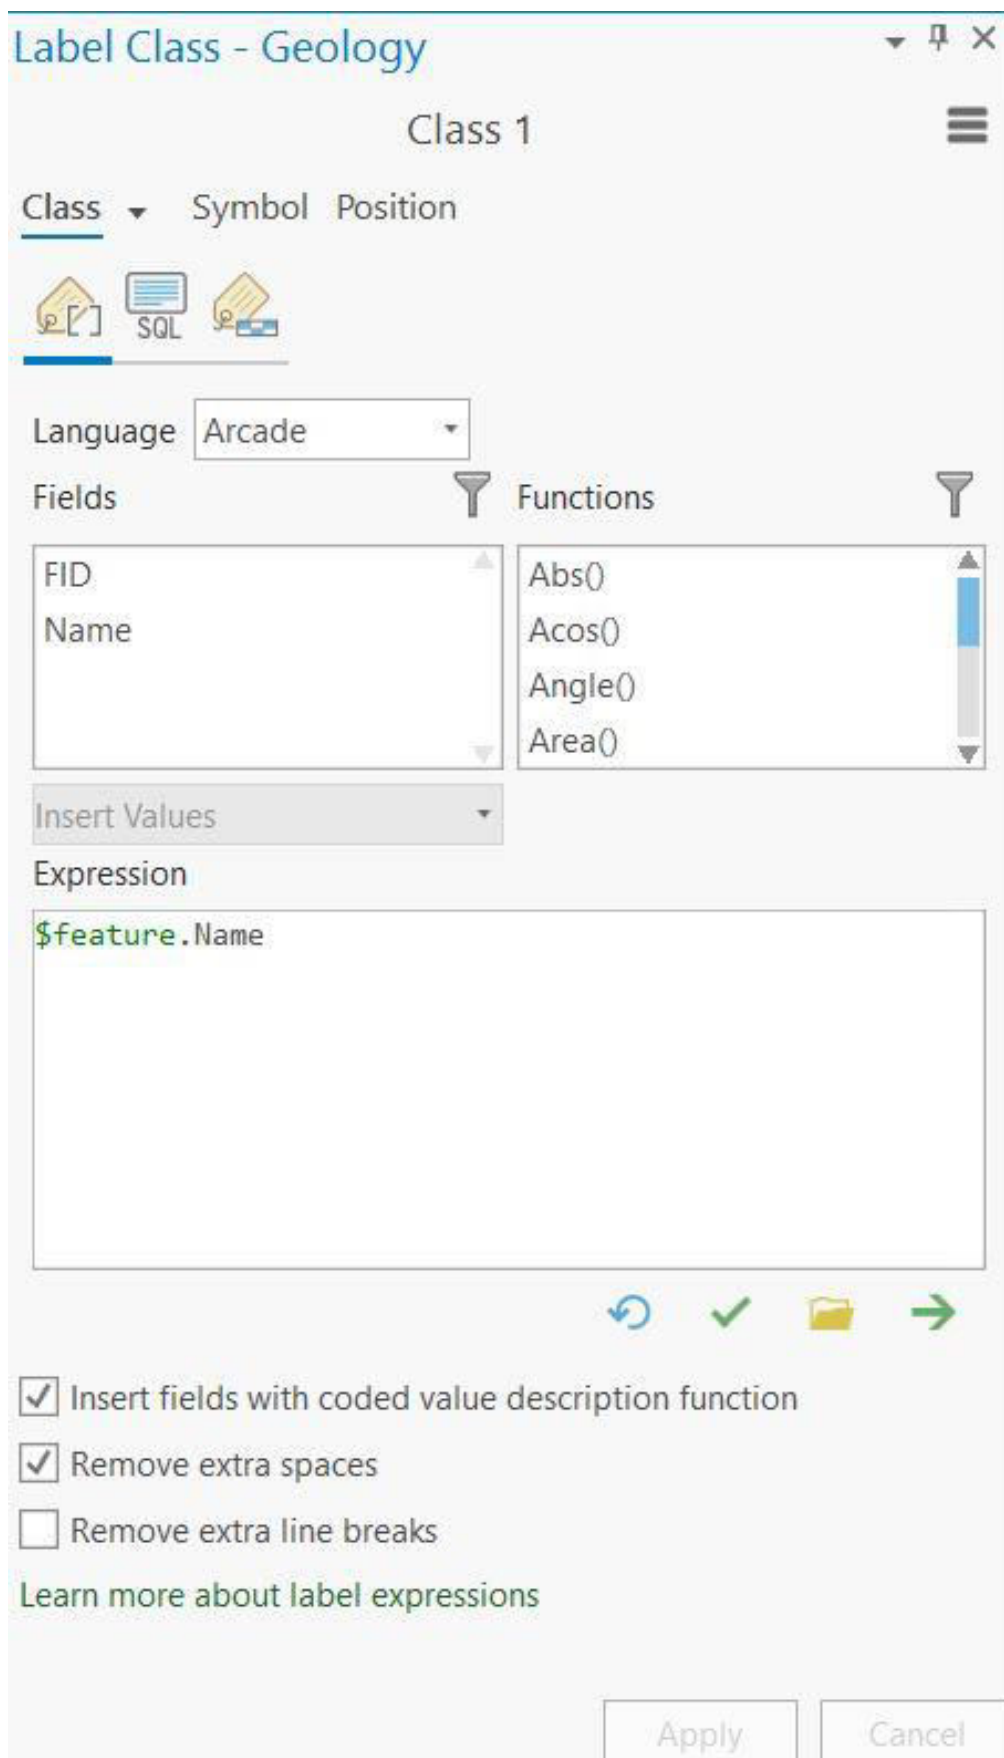 Label Class - Geology
Class 1
Class Symbol Position
SQL
Language Arcade
Fields Functions
FID Abs()
Name Acos()
Angle()
Area()
Insert Values
Expression
$feature.Name
Insert fields with coded value description function
Remove extra spaces
Remove extra line breaks
Learn more about label expressions
Apply Cancel